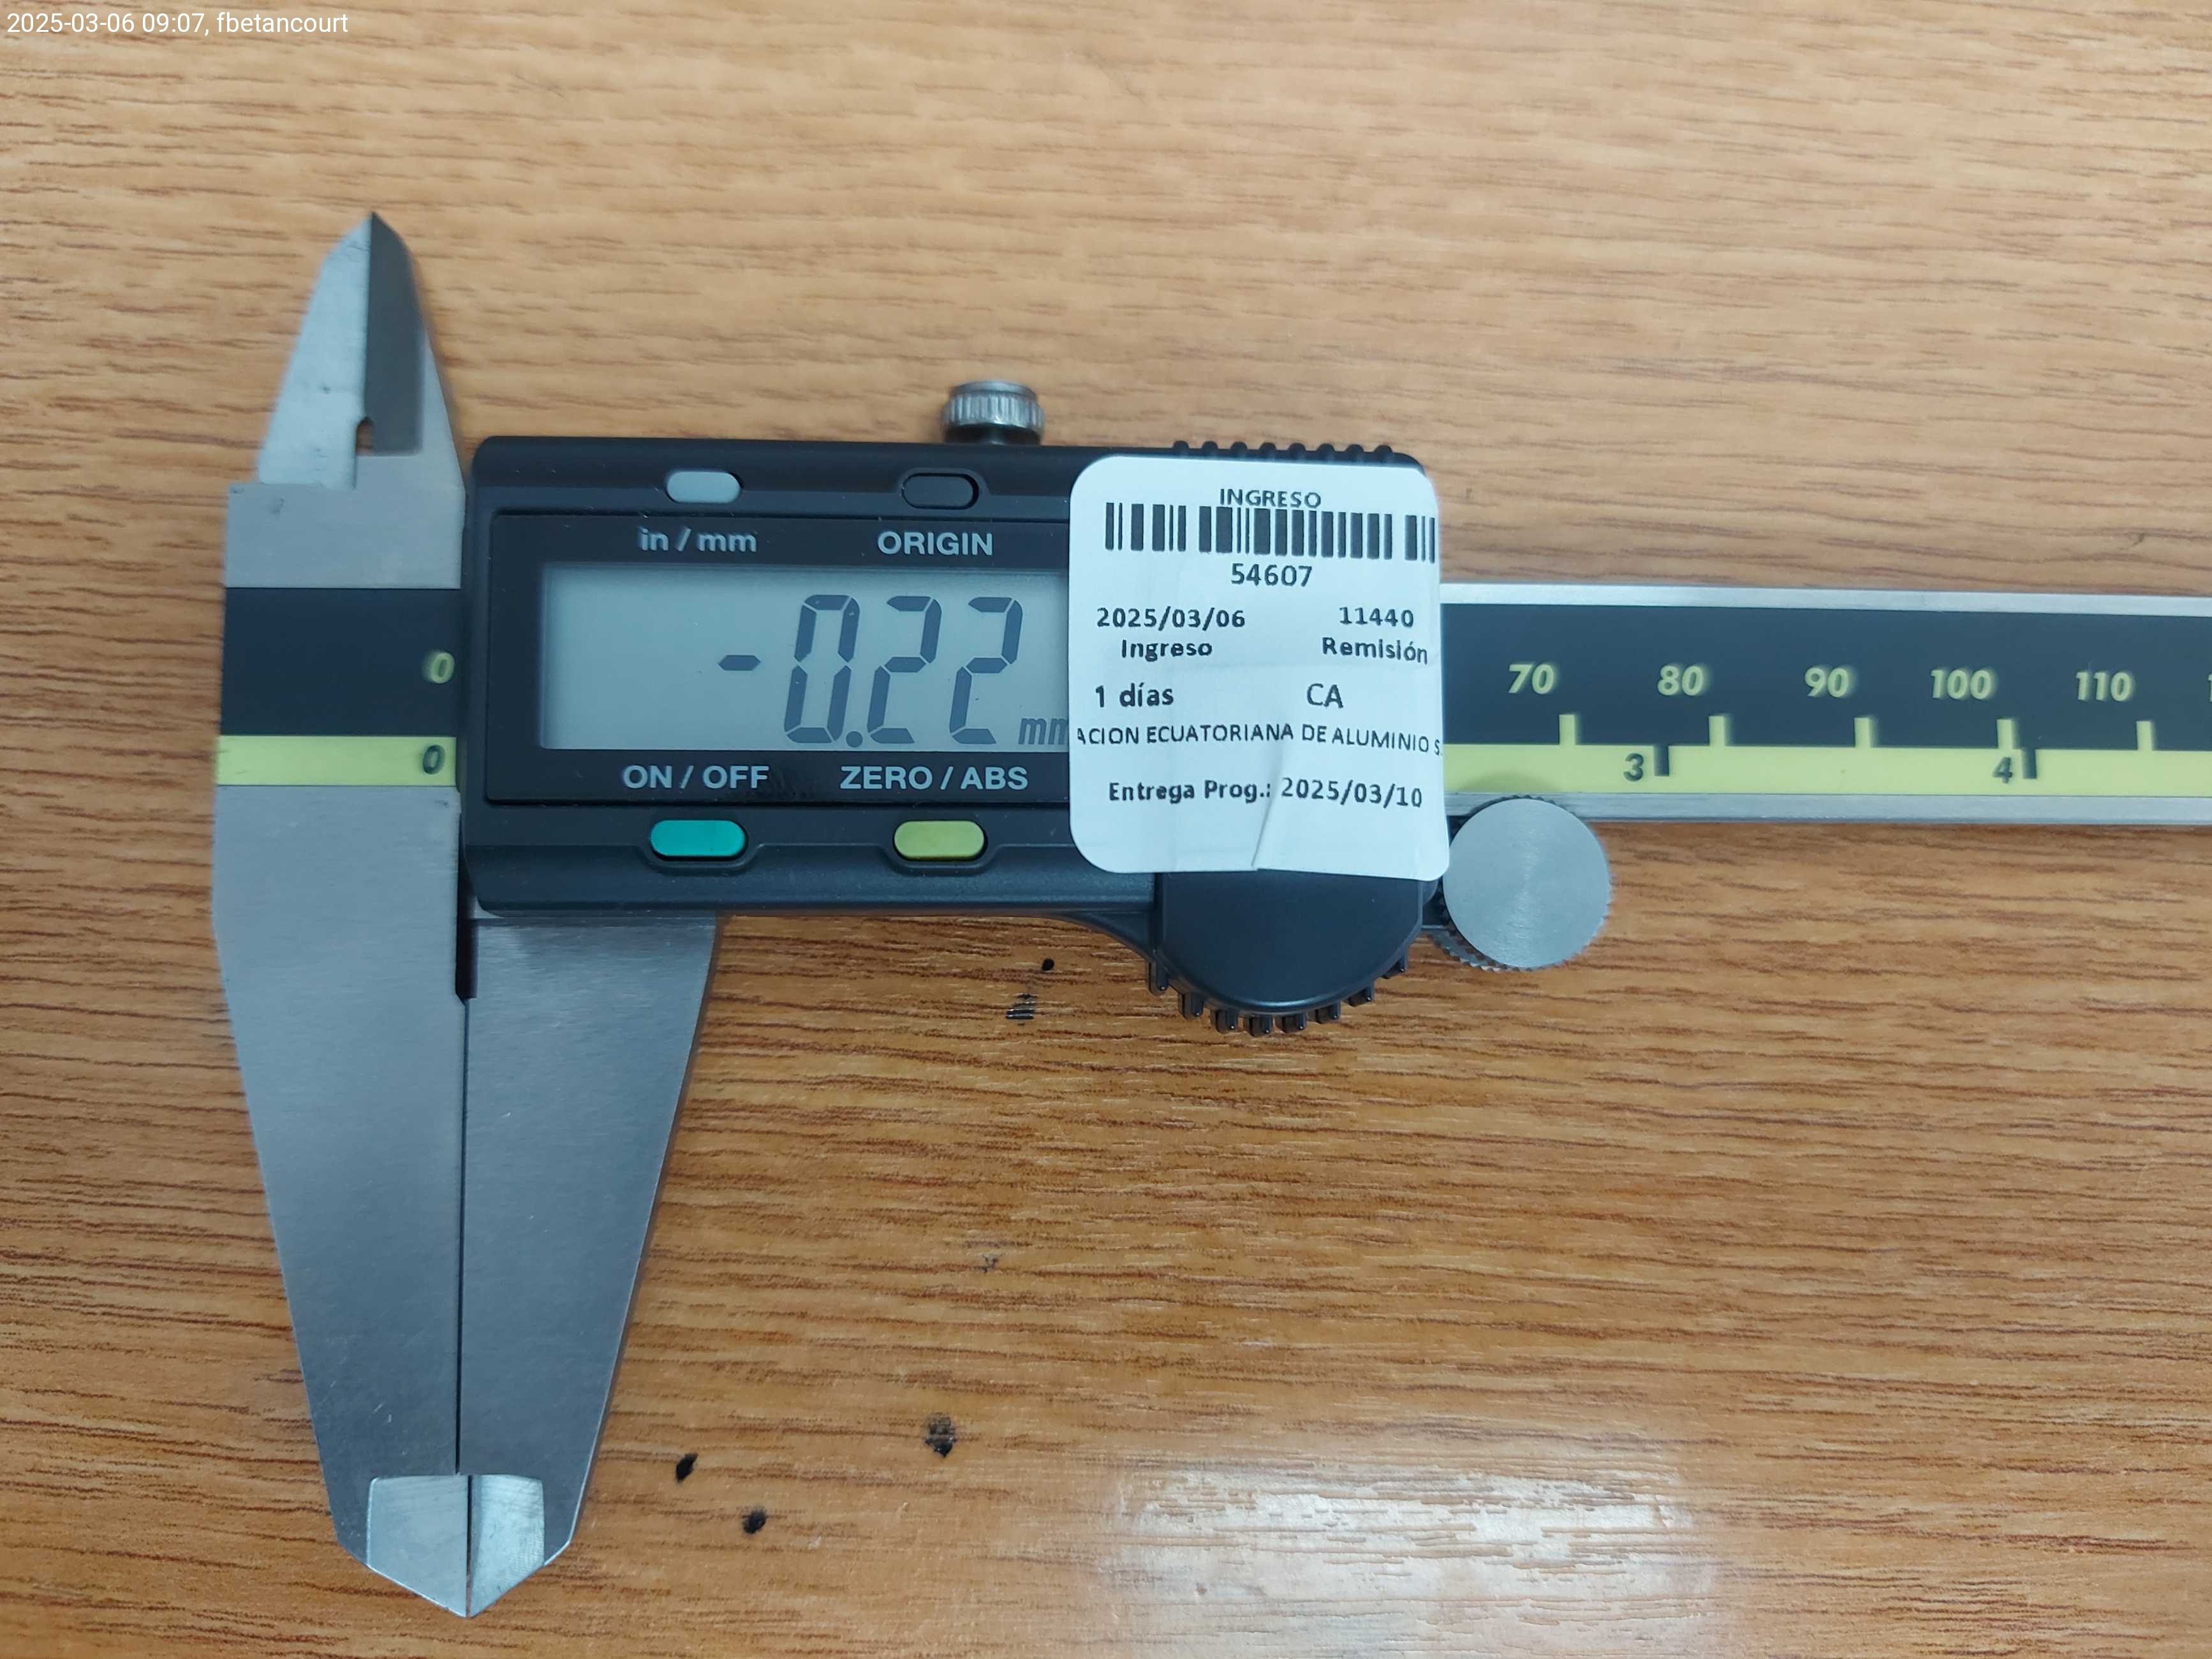 2025-03-06 09:07, fbetancourt
in / mm ORIGIN
-0.22 mm
ON / OFF ZERO / ABS
INGRESO
54607
2025/03/06 11440
Ingreso Remisión
1 días CA
ACION ECUATORIANA DE ALUMINIO S.
Entrega Prog.: 2025/03/10
0
0
70 80 90 100 110
3 4